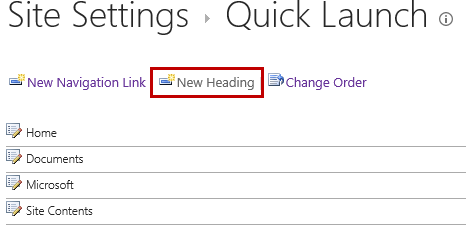 Site Settings ▸ Quick Launch ⓘ
New Navigation Link New Heading Change Order
Home
Documents
Microsoft
Site Contents